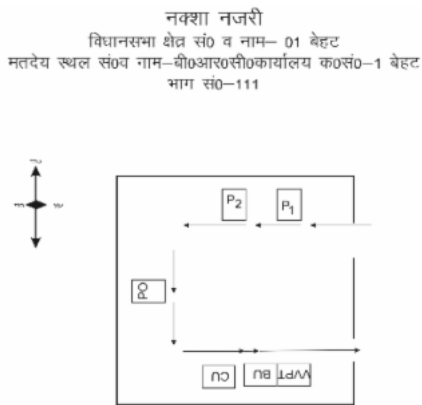 नक्शा नजरी
विधानसभा क्षेत्र सं0 व नाम– 01 बेहट
मतदेय स्थल सं0व नाम–बी0आर0सी0कार्यालय क0सं0–1 बेहट
भाग सं0–111
P2
P1
PO
CU
BU
VVPT